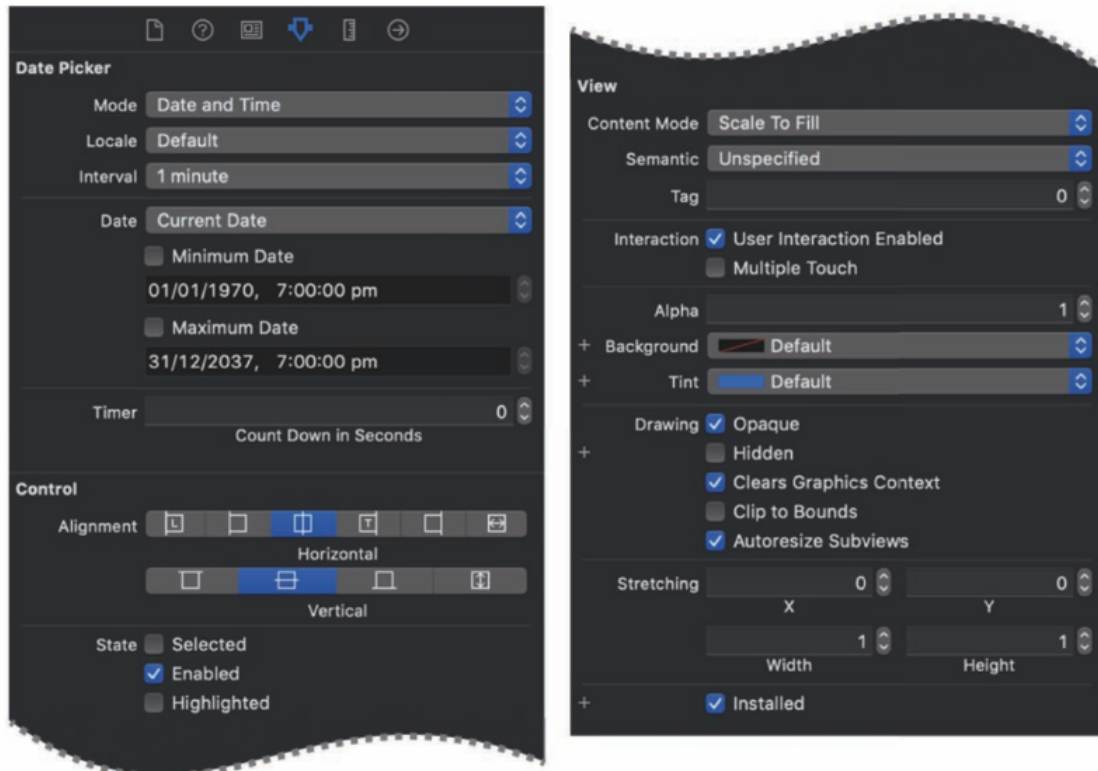 Date Picker
Mode Date and Time
Locale Default
Interval 1 minute
Date Current Date
Minimum Date
01/01/1970, 7:00:00 pm
Maximum Date
31/12/2037, 7:00:00 pm
Timer 0
Count Down in Seconds
Control
Alignment L T
Horizontal
Vertical
State Selected
Enabled
Highlighted
View
Content Mode Scale To Fill
Semantic Unspecified
Tag 0
Interaction User Interaction Enabled
Multiple Touch
Alpha 1
+ Background Default
+ Tint Default
Drawing Opaque
+ Hidden
Clears Graphics Context
Clip to Bounds
Autoresize Subviews
Stretching 0 0
X Y
1 1
Width Height
+ Installed